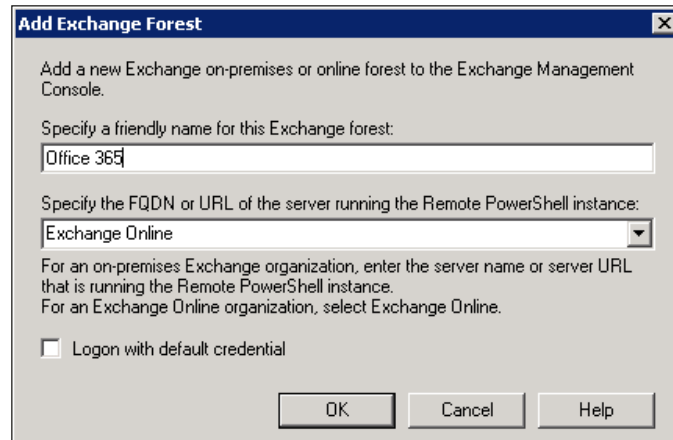 Add Exchange Forest
Add a new Exchange on-premises or online forest to the Exchange Management
Console.
Specify a friendly name for this Exchange forest:
Office 365
Specify the FQDN or URL of the server running the Remote PowerShell instance:
Exchange Online
For an on-premises Exchange organization, enter the server name or server URL
that is running the Remote PowerShell instance.
For an Exchange Online organization, select Exchange Online.
Logon with default credential
OK Cancel Help